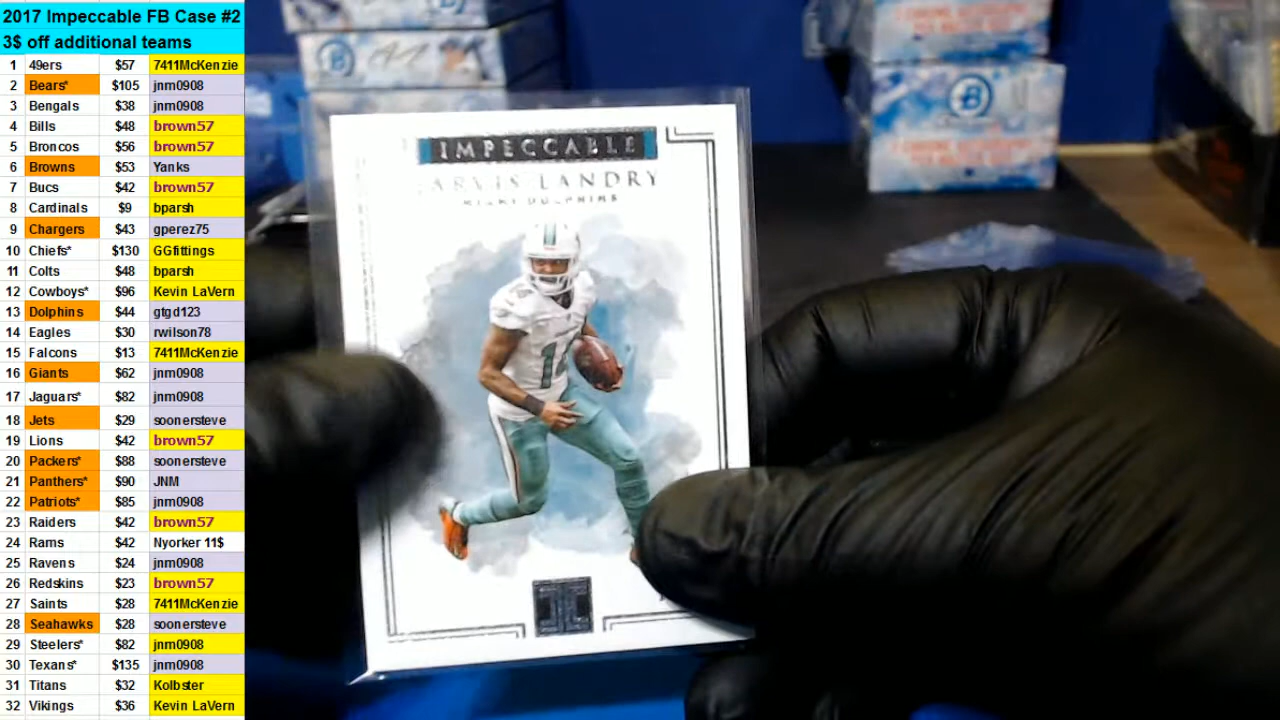 2017 Impeccable FB Case #2
3$ off additional teams
1 49ers $57 7411McKenzie
2 Bears* $105 jnm0908
3 Bengals $38 jnm0908
4 Bills $48 brown57
5 Broncos $56 brown57
6 Browns $53 Yanks
7 Bucs $42 brown57
8 Cardinals $9 bparsh
9 Chargers $43 gperez75
10 Chiefs* $130 GGfittings
11 Colts $48 bparsh
12 Cowboys* $96 Kevin LaVern
13 Dolphins $44 gtgd123
14 Eagles $30 rwilson78
15 Falcons $13 7411McKenzie
16 Giants $62 jnm0908
17 Jaguars* $82 jnm0908
18 Jets $29 soonersteve
19 Lions $42 brown57
20 Packers* $88 soonersteve
21 Panthers* $90 JNM
22 Patriots* $85 jnm0908
23 Raiders $42 brown57
24 Rams $42 Nyorker 11$
25 Ravens $24 jnm0908
26 Redskins $23 brown57
27 Saints $28 7411McKenzie
28 Seahawks $28 soonersteve
29 Steelers* $82 jnm0908
30 Texans* $135 jnm0908
31 Titans $32 Kolbster
32 Vikings $36 Kevin LaVern
IMPECCABLE
JARVIS LANDRY
MIAMI DOLPHINS
B
B